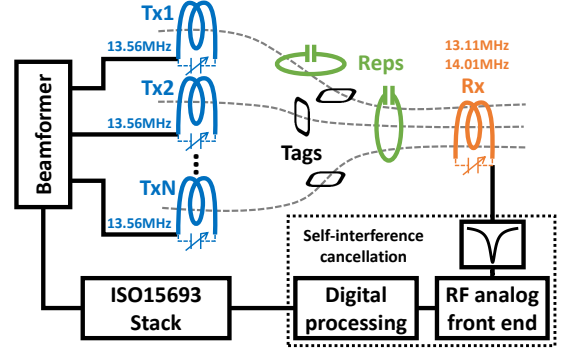 Tx1
13.56MHz
Tx2
13.56MHz
TxN
13.56MHz
Beamformer
Reps
Tags
13.11MHz
14.01MHz
Rx
Self-interference
cancellation
ISO15693
Stack
Digital
processing
RF analog
front end